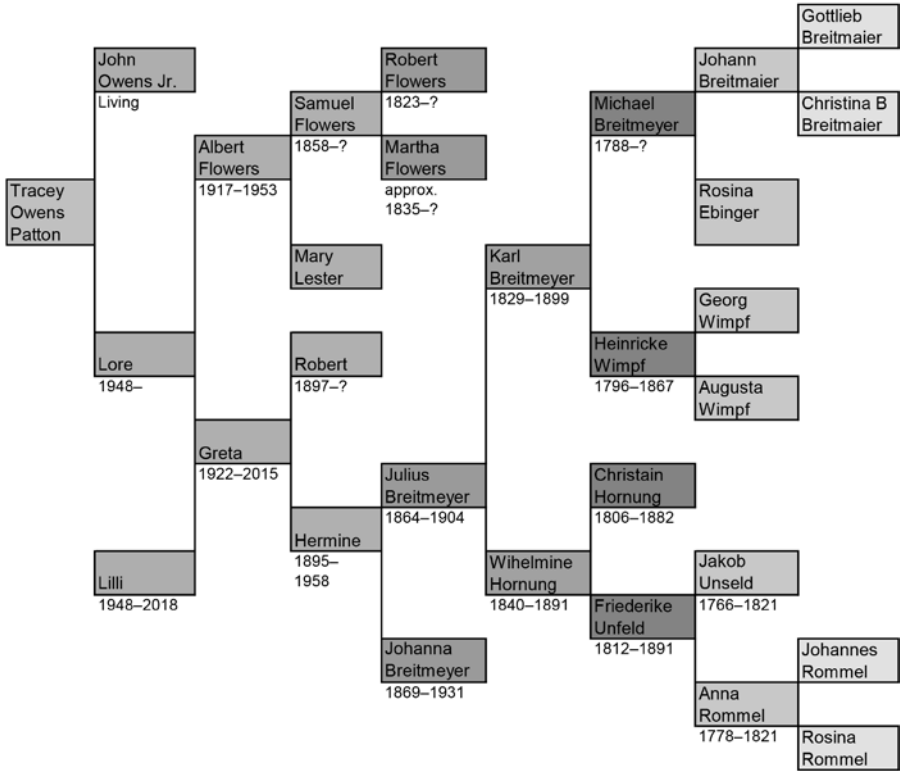 Tracey
Owens
Patton
John
Owens Jr.
Living
Lore
1948–
Lilli
1948–2018
Albert
Flowers
1917–1953
Greta
1922–2015
Samuel
Flowers
1858–?
Mary
Lester
Robert
1897–?
Hermine
1895–
1958
Robert
Flowers
1823–?
Martha
Flowers
approx.
1835–?
Julius
Breitmeyer
1864–1904
Johanna
Breitmeyer
1869–1931
Karl
Breitmeyer
1829–1899
Wihelmine
Hornung
1840–1891
Michael
Breitmeyer
1788–?
Heinricke
Wimpf
1796–1867
Christain
Hornung
1806–1882
Friederike
Unfeld
1812–1891
Johann
Breitmaier
Rosina
Ebinger
Georg
Wimpf
Augusta
Wimpf
Jakob
Unseld
1766–1821
Anna
Rommel
1778–1821
Gottlieb
Breitmaier
Christina B
Breitmaier
Johannes
Rommel
Rosina
Rommel